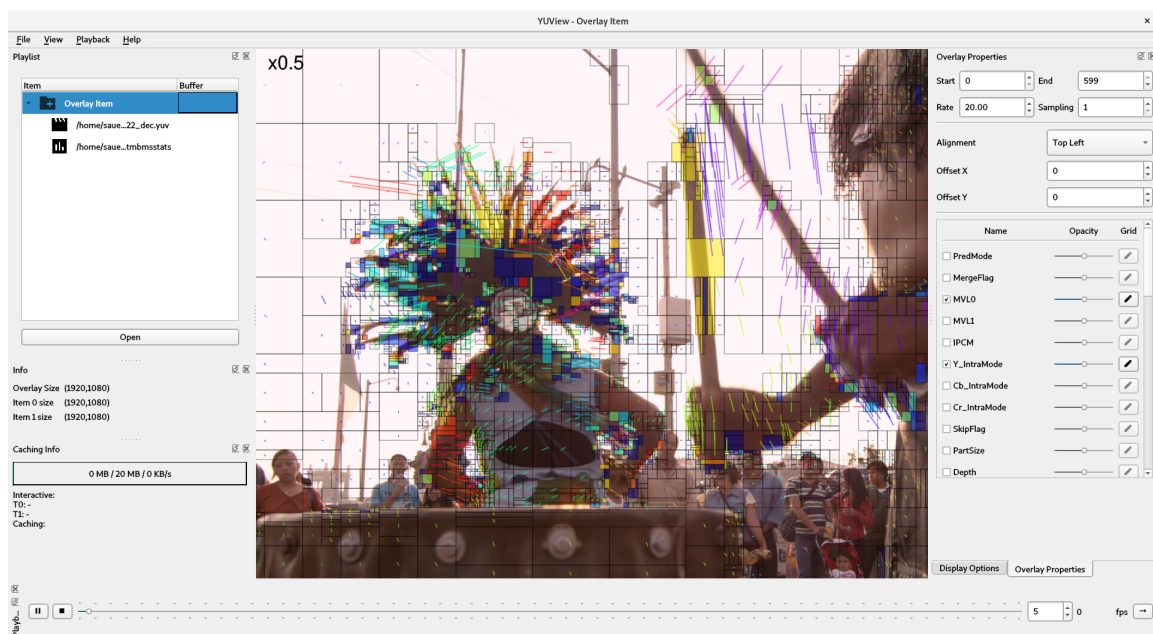 YUView - Overlay Item
File View Playback Help
Playlist
Item Buffer
Overlay Item
/home/saue...22_dec.yuv
/home/saue...tmbmsstats
Open
Info
Overlay Size (1920,1080)
Item 0 size (1920,1080)
Item 1 size (1920,1080)
Caching Info
0 MB / 20 MB / 0 KB/s
Interactive:
T0: -
T1: -
Caching:
x0.5
Overlay Properties
Start 0 End 599
Rate 20.00 Sampling 1
Alignment Top Left
Offset X 0
Offset Y 0
Name Opacity Grid
PredMode
MergeFlag
MVL0
MVL1
IPCM
Y_IntraMode
Cb_IntraMode
Cr_IntraMode
SkipFlag
PartSize
Depth
Display Options Overlay Properties
Playb...
5 0 fps